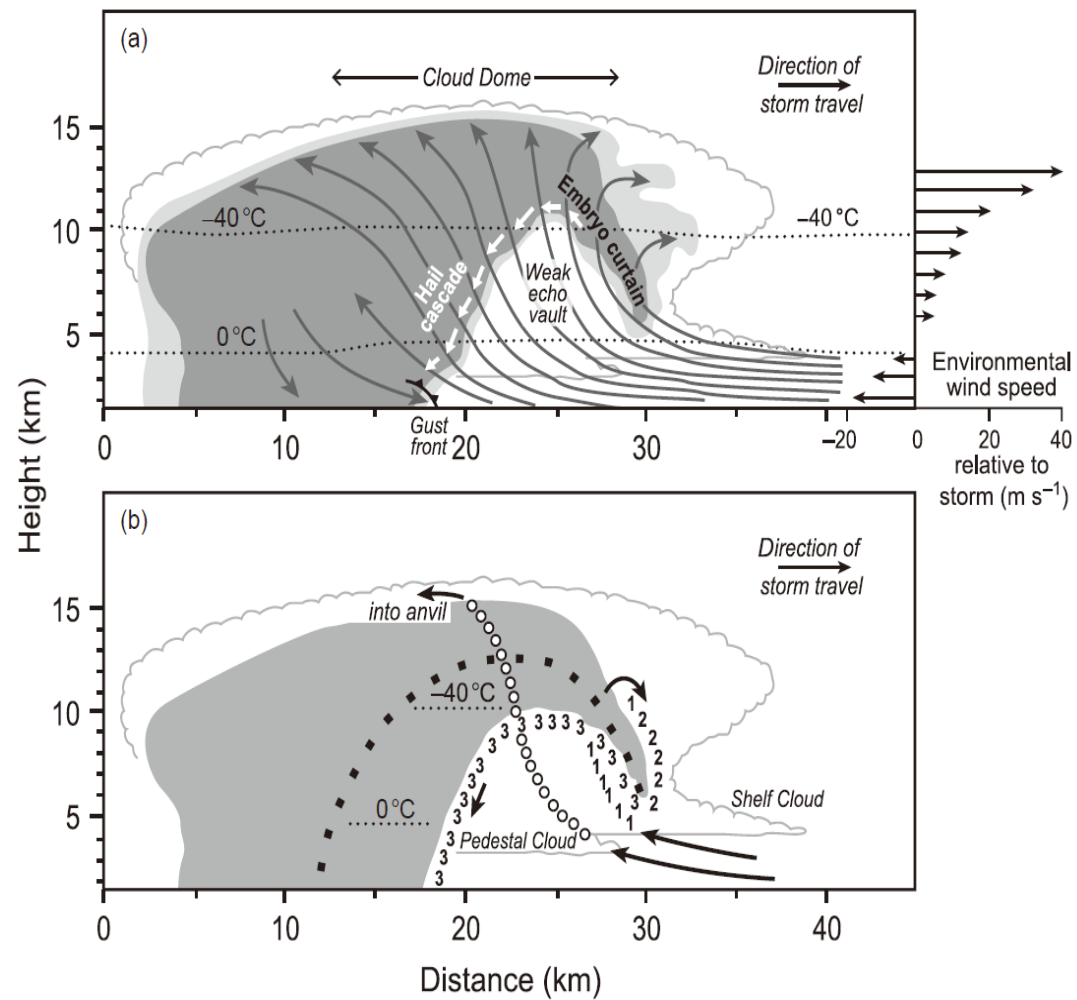 (a)
Cloud Dome
Direction of
storm travel
15
10
5
−40 °C
−40 °C
0 °C
Embryo curtain
Hail
cascade
Weak
echo
vault
Environmental
wind speed
Gust
front
0
10
20
30
−20
0
20
40
relative to
storm (m s−1)
Height (km)
(b)
Direction of
storm travel
15
10
5
into anvil
−40 °C
0 °C
1
2
3
Shelf Cloud
Pedestal Cloud
0
10
20
30
40
Distance (km)